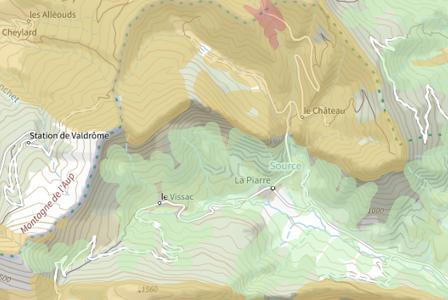 les Alléouds
Cheylard
le Château
Station de Valdrôme
Source
La Piarre
le Vissac
Montagne de l'Aup
1000
1560